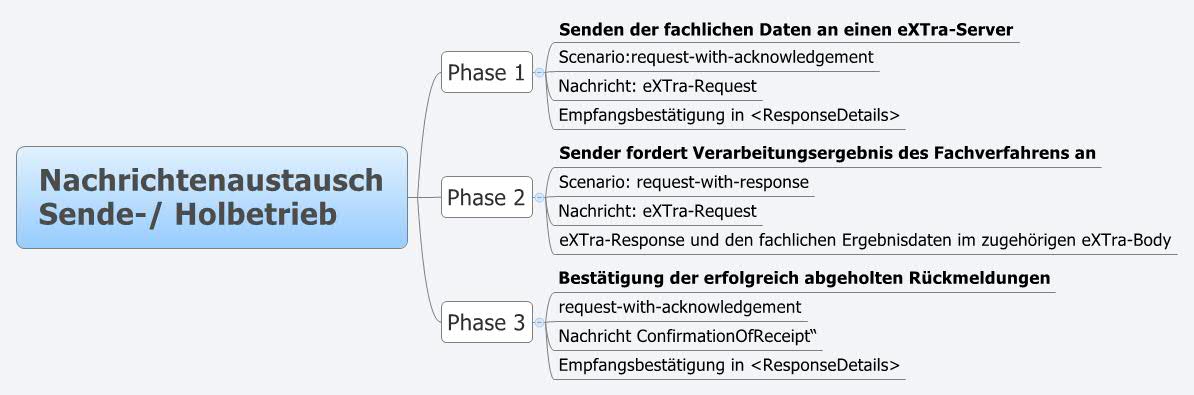 Nachrichtenaustausch
Sende-/ Holbetrieb
Phase 1
Senden der fachlichen Daten an einen eXTra-Server
Scenario:request-with-acknowledgement
Nachricht: eXTra-Request
Empfangsbestätigung in <ResponseDetails>
Phase 2
Sender fordert Verarbeitungsergebnis des Fachverfahrens an
Scenario: request-with-response
Nachricht: eXTra-Request
eXTra-Response und den fachlichen Ergebnisdaten im zugehörigen eXTra-Body
Phase 3
Bestätigung der erfolgreich abgeholten Rückmeldungen
request-with-acknowledgement
Nachricht ConfirmationOfReceipt“
Empfangsbestätigung in <ResponseDetails>